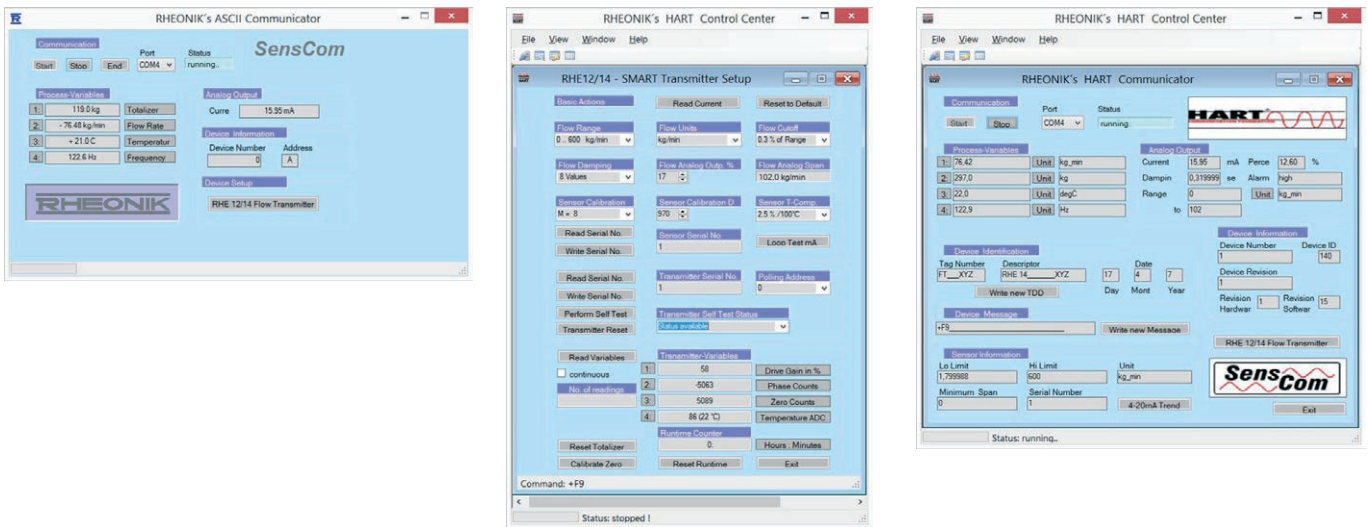 RHEONIK´s ASCII Communicator
Communication
Port
Status
SensCom
Start Stop End COM4 running..
Process-Variables
Analog Output
1: 119.0 kg Totalizer
Curre 15.95 mA
2: - 76.48 kg/min Flow Rate
3: + 21.0 C Temperatur
4: 122.6 Hz Frequency
Device Information
Device Number Address
0 A
Device Setup
RHE 12/14 Flow Transmitter
RHEONIK
RHEONIK´s HART Control Center
File View Window Help
RHE12/14 - SMART Transmitter Setup
Basic Actions Read Current Reset to Default
Flow Range Flow Units Flow Cutoff
0... 600 kg/min kg/min 0.3 % of Range
Flow Damping Flow Analog Outp. % Flow Analog Span
8 Values 17 102.0 kg/min
Sensor Calibration Sensor Calibration D Sensor T-Comp.
M × 8 970 2.5 % /100°C
Read Serial No. Sensor Serial No.
Write Serial No. 1 Loop Test mA
Read Serial No. Transmitter Serial No. Polling Address
Write Serial No. 1 0
Perform Self Test Transmitter Self Test Status
Transmitter Reset Status available
Read Variables Transmitter-Variables
continuous 1: 58 Drive Gain in %
No. of readings 2: -5063 Phase Counts
3: 5089 Zero Counts
4: 86 (22 °C) Temperature ADC
Runtime Counter
Reset Totalizer 0: Hours : Minutes
Calibrate Zero Reset Runtime Exit
Command: +F9
Status: stopped !
RHEONIK´s HART Control Center
File View Window Help
RHEONIK´s HART Communicator
Communication
Port Status
Start Stop COM4 running..
HART
Process-Variables Analog Output
1: 76,42 Unit kg_min Current 15,95 mA Perce 12,60 %
2: 297,0 Unit kg Dampin 0,319999 se Alarm high
3: 22,0 Unit degC Range 0 Unit kg_min
4: 122,9 Unit Hz to 102
Device Information
Device Number Device ID
1 140
Device Identification
Tag Number Descriptor Date
FT__XYZ RHE 14_____XYZ 17 4 7
Day Mont Year
Write new TDD
Device Revision
1
Revision Hardwar 1 Revision Softwar 15
Device Message
+F9 Write new Message
RHE 12/14 Flow Transmitter
Sensor Information
Lo Limit Hi Limit Unit
1,799988 600 kg_min
Minimum Span Serial Number
0 1 4-20mA Trend
SensCom
Exit
Status: running..